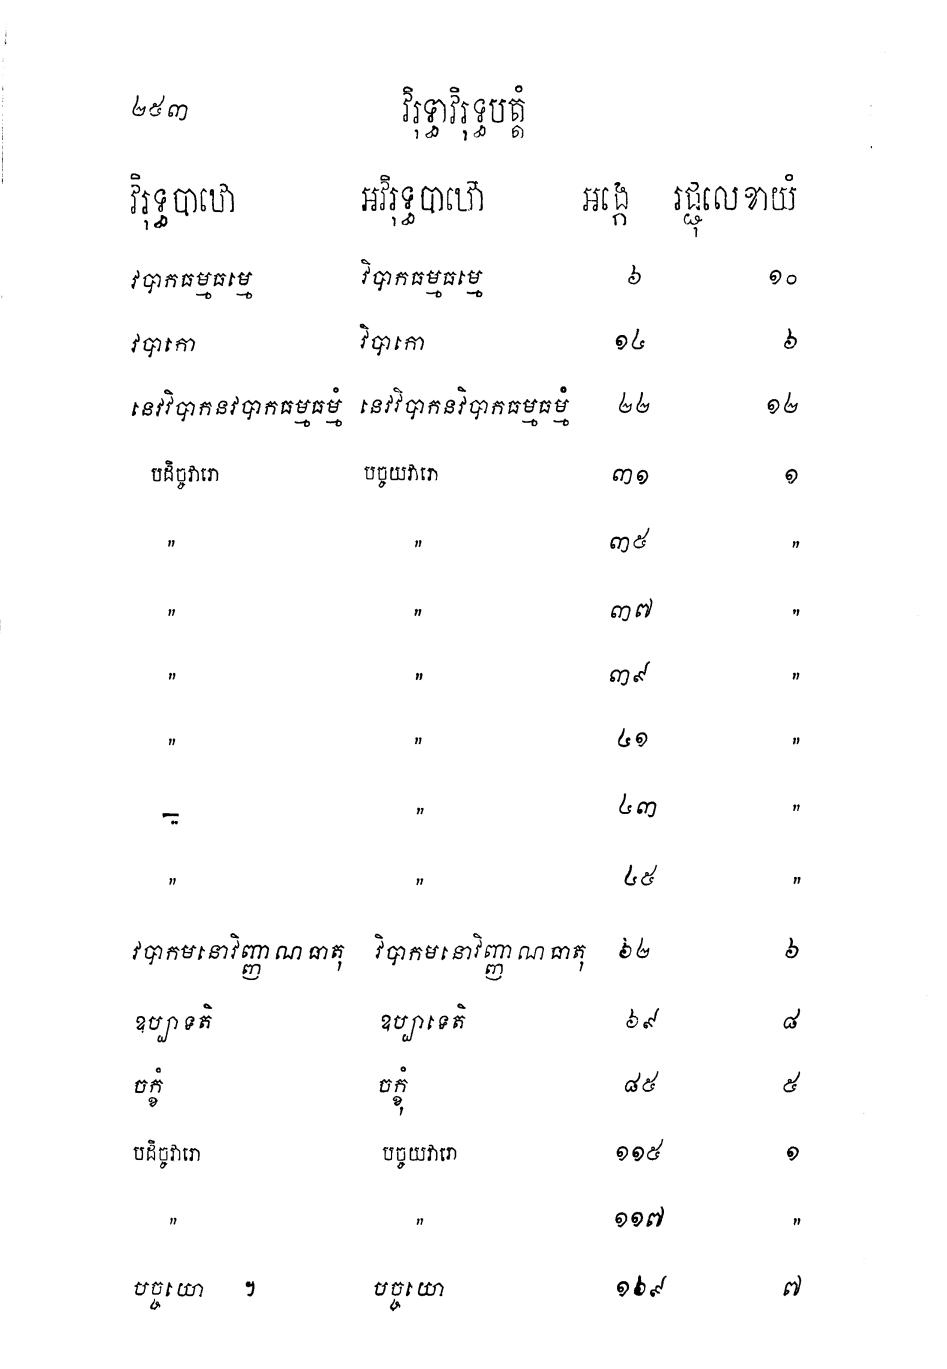 ២៥៣ វិរុទ្ធាវិរុទ្ធបត្តំ
វិរុទ្ធបាឋោ អវិរុទ្ធបាឋោ អង្កេ រជ្ជុលេខាយំ
វបាកធម្មធម្មេ វិបាកធម្មធម្មេ ៦ ១០
វបាកោ វិបាកោ ១៤ ៦
នេវវិបាកនវបាកធម្មធម្មំ នេវវិបាកនវិបាកធម្មធម្មំ ២២ ១២
បដិច្ចវារោ បច្ចយវារោ ៣១ ១
" " ៣៥ "
" " ៣៧ "
" " ៣៩ "
" " ៤១ "
" " ៤៣ "
" " ៤៥ "
វបាកមនោវិញ្ញាណធាតុ វិបាកមនោវិញ្ញាណធាតុ ៦២ ៦
ឧប្បាទតិ ឧប្បាទេតិ ៦៩ ៨
ចក្ខំ ចក្ខុំ ៨៥ ៥
បដិច្ចវារោ បច្ចយវារោ ១១៥ ១
" " ១១៧ "
បច្ចយោ ។ បច្ចយោ ១៦៩ ៧